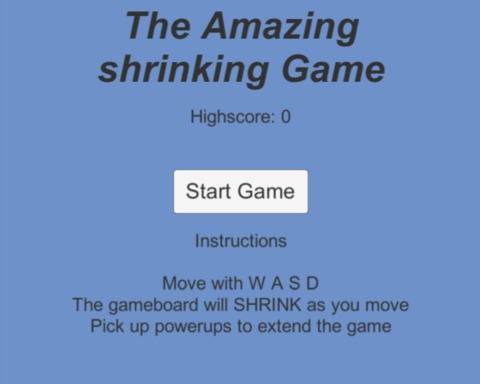 The Amazing
shrinking Game
Highscore: 0
Start Game
Instructions
Move with W A S D
The gameboard will SHRINK as you move
Pick up powerups to extend the game